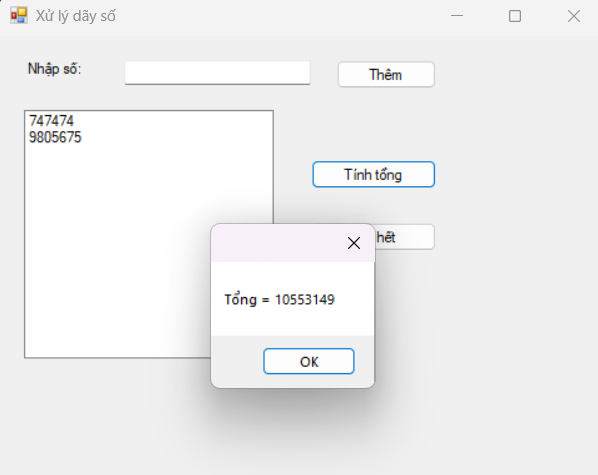 Xử lý dãy số
Nhập số:
Thêm
747474
9805675
Tính tổng
hết
Tổng = 10553149
OK